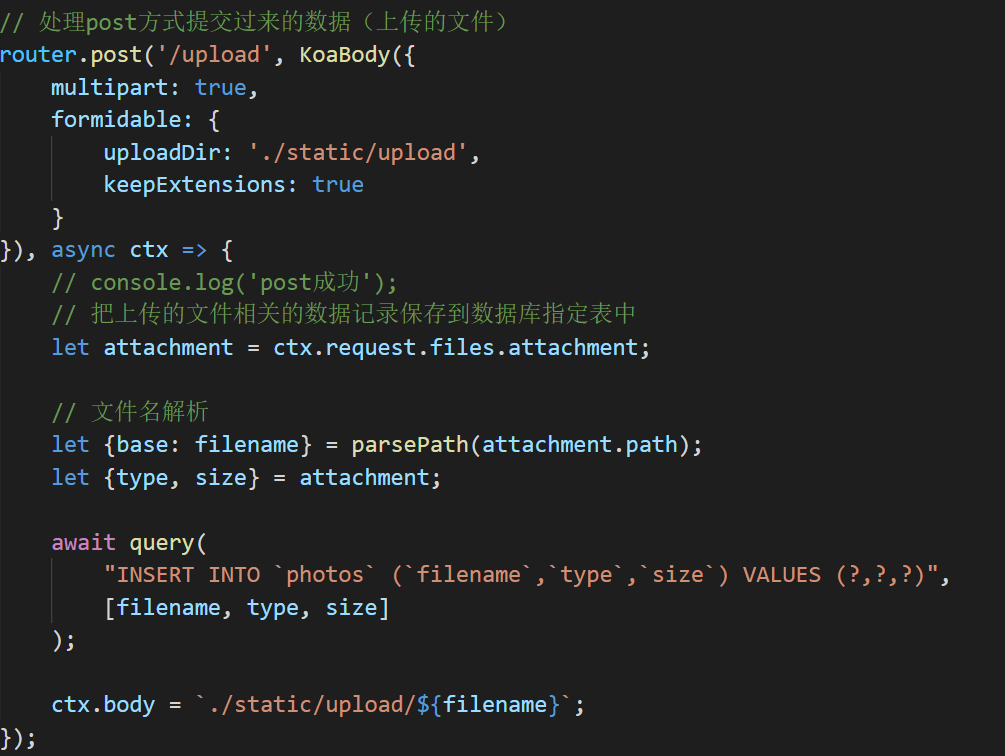 // 处理post方式提交过来的数据（上传的文件）
router.post('/upload', KoaBody({
    multipart: true,
    formidable: {
        uploadDir: './static/upload',
        keepExtensions: true
    }
}), async ctx => {
    // console.log('post成功');
    // 把上传的文件相关的数据记录保存到数据库指定表中
    let attachment = ctx.request.files.attachment;

    // 文件名解析
    let {base: filename} = parsePath(attachment.path);
    let {type, size} = attachment;

    await query(
        "INSERT INTO `photos` (`filename`,`type`,`size`) VALUES (?,?,?)",
        [filename, type, size]
    );

    ctx.body = `./static/upload/${filename}`;
});